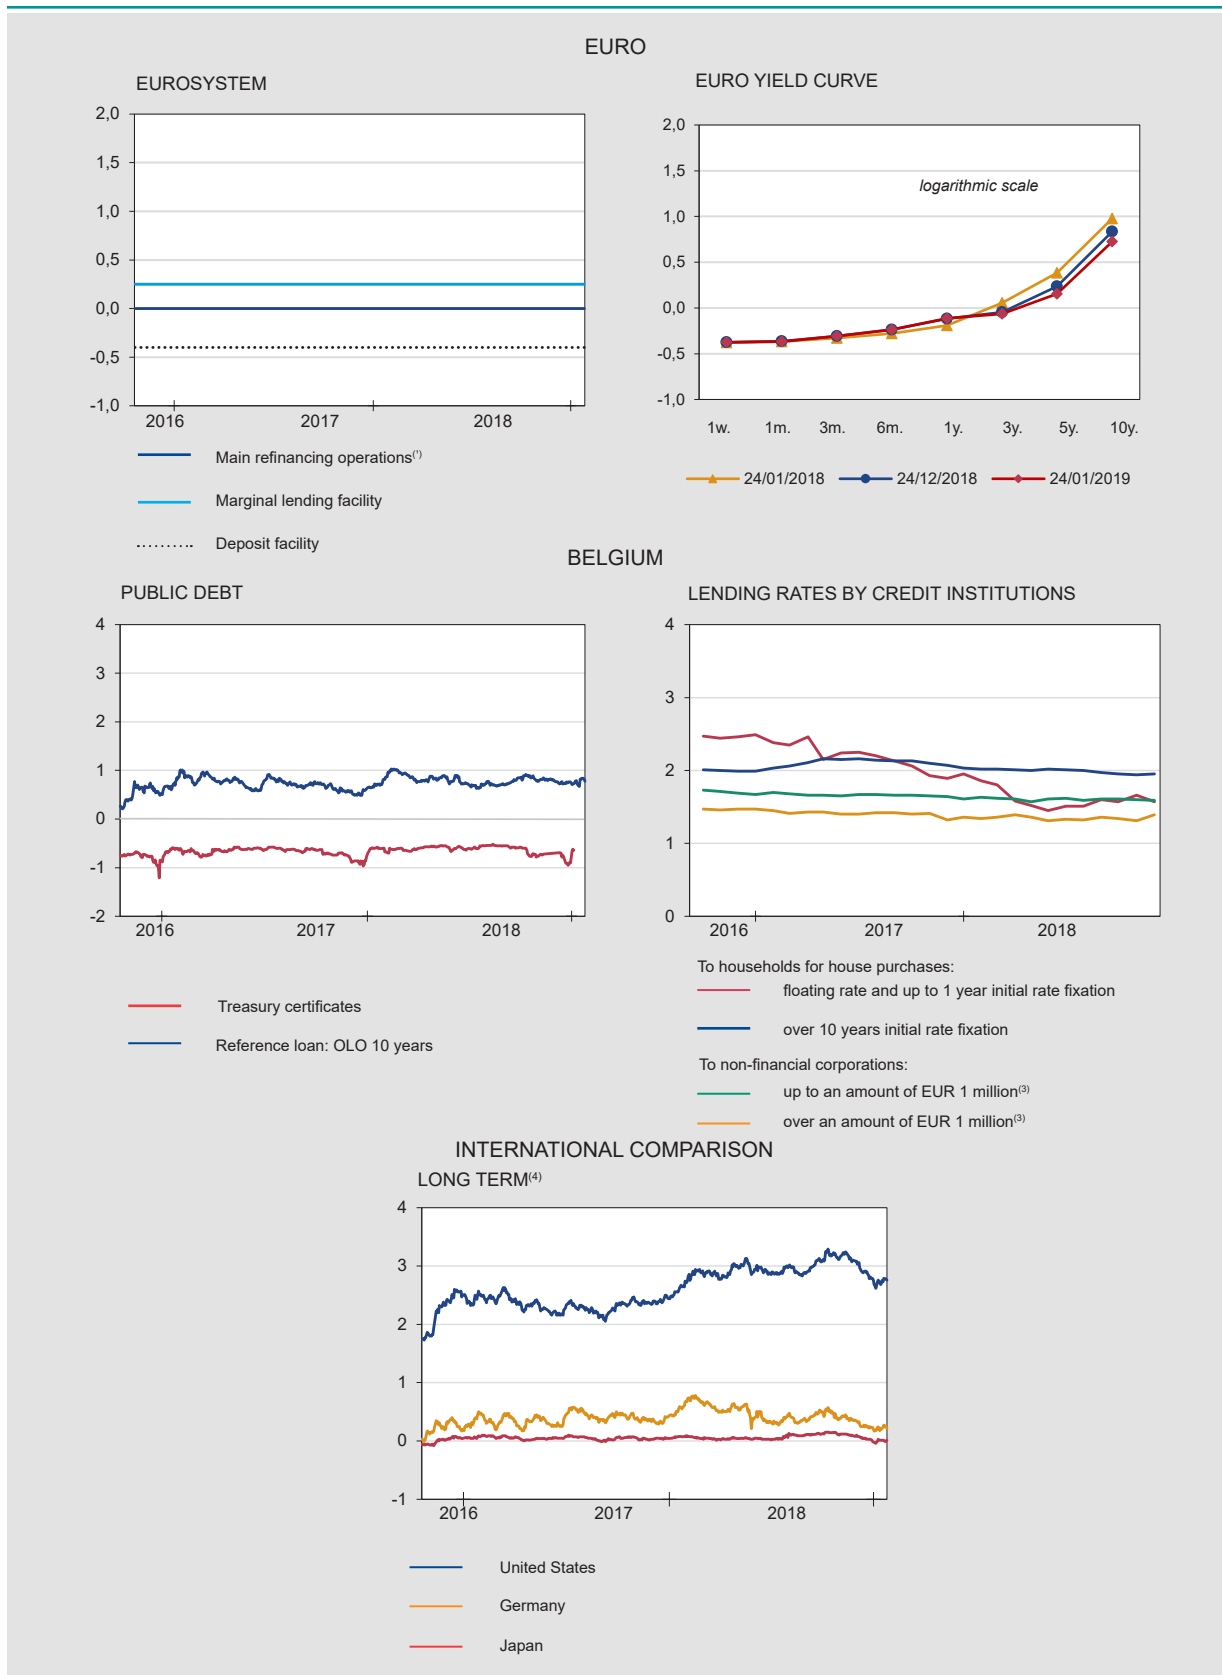 EURO
EUROSYSTEM
2,0
1,5
1,0
0,5
0,0
-0,5
-1,0
2016 2017 2018
Main refinancing operations(¹)
Marginal lending facility
Deposit facility
EURO YIELD CURVE
2,0
1,5
1,0
0,5
0,0
-0,5
-1,0
logarithmic scale
1w. 1m. 3m. 6m. 1y. 3y. 5y. 10y.
24/01/2018 24/12/2018 24/01/2019
BELGIUM
PUBLIC DEBT
4
3
2
1
0
-1
-2
2016 2017 2018
Treasury certificates
Reference loan: OLO 10 years
LENDING RATES BY CREDIT INSTITUTIONS
4
3
2
1
0
2016 2017 2018
To households for house purchases:
floating rate and up to 1 year initial rate fixation
over 10 years initial rate fixation
To non-financial corporations:
up to an amount of EUR 1 million(3)
over an amount of EUR 1 million(3)
INTERNATIONAL COMPARISON
LONG TERM(4)
4
3
2
1
0
-1
2016 2017 2018
United States
Germany
Japan